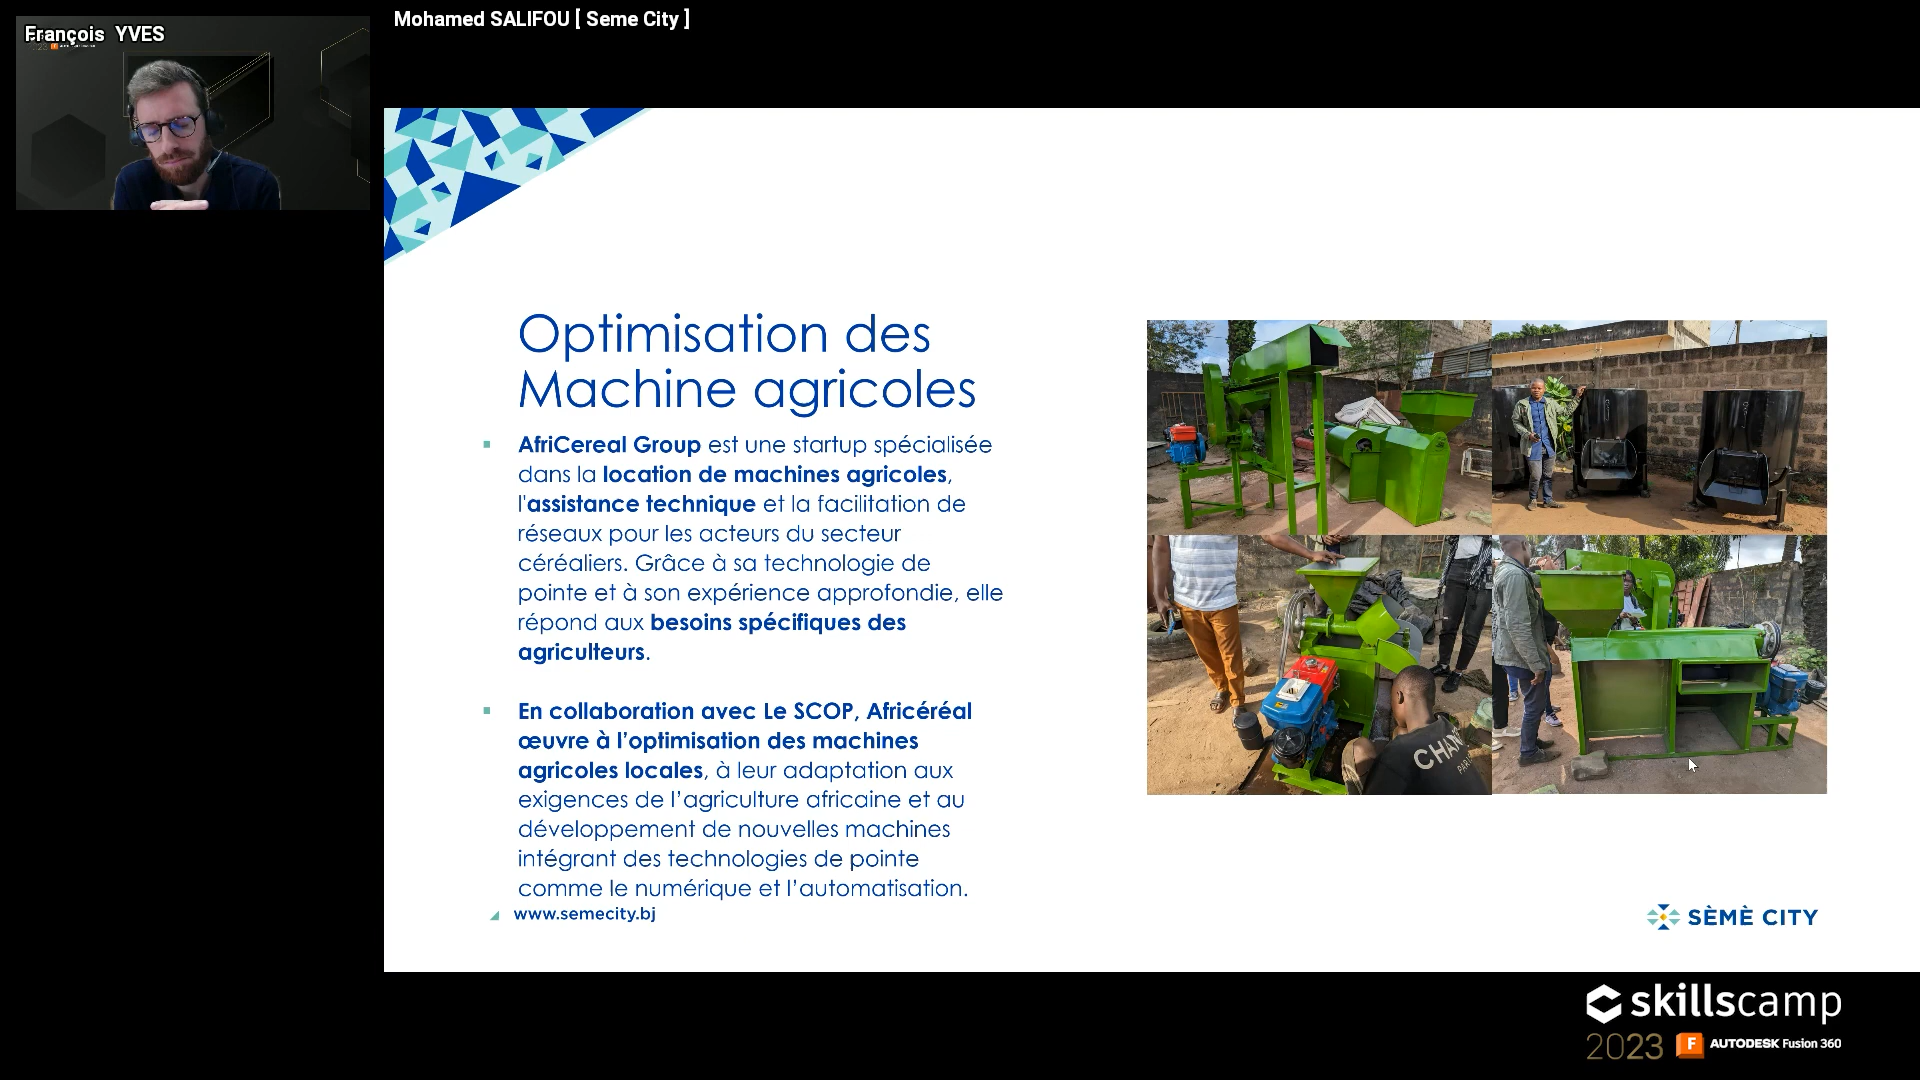 François YVES
Mohamed SALIFOU [ Seme City ]
Optimisation des
Machine agricoles
AfriCereal Group est une startup spécialisée
dans la location de machines agricoles,
l'assistance technique et la facilitation de
réseaux pour les acteurs du secteur
céréaliers. Grâce à sa technologie de
pointe et à son expérience approfondie, elle
répond aux besoins spécifiques des
agriculteurs.
En collaboration avec Le SCOP, Africéréal
œuvre à l’optimisation des machines
agricoles locales, à leur adaptation aux
exigences de l’agriculture africaine et au
développement de nouvelles machines
intégrant des technologies de pointe
comme le numérique et l’automatisation.
www.semecity.bj
SÈMÈ CITY
skillscamp
2023 F AUTODESK Fusion 360